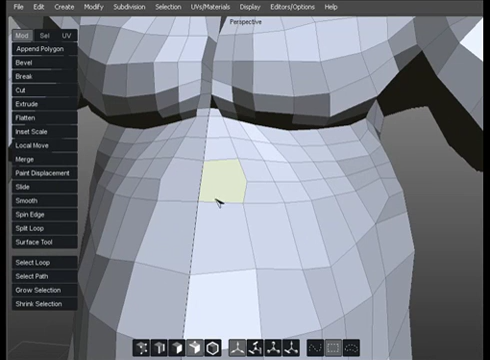 File Edit Create Modify Subdivision Selection UVs/Materials Display Editors/Options Help
Perspective
Mod Sel UV
Append Polygon
Bevel
Break
Cut
Extrude
Flatten
Inset Scale
Local Move
Merge
Paint Displacement
Slide
Smooth
Spin Edge
Split Loop
Surface Tool
Select Loop
Select Path
Grow Selection
Shrink Selection